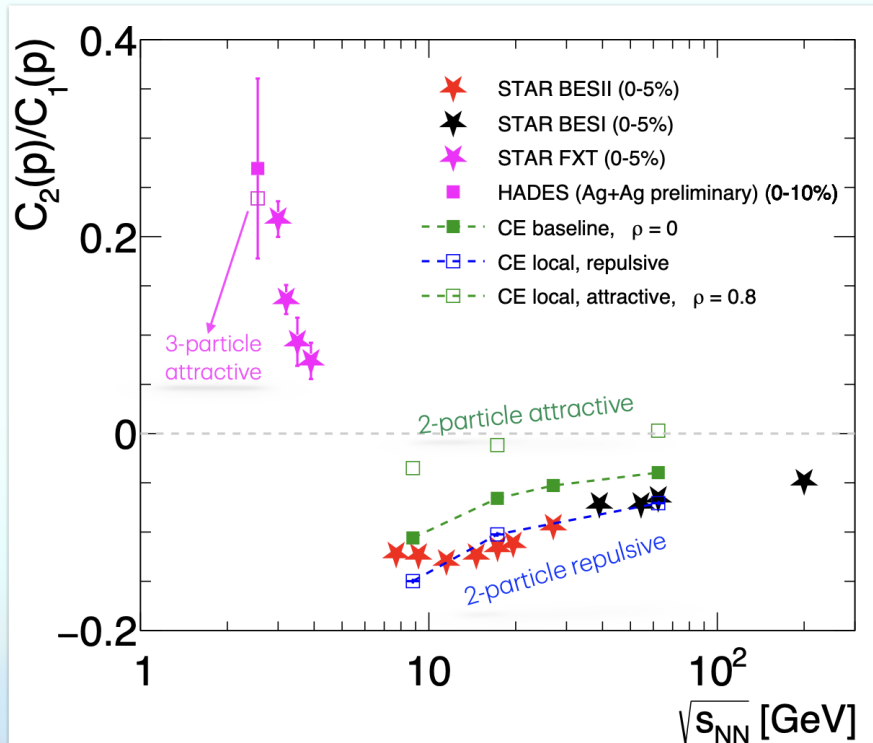 C₂(p)/C₁(p)
0.4
0.2
0
−0.2
STAR BESII (0-5%)
STAR BESI (0-5%)
STAR FXT (0-5%)
HADES (Ag+Ag preliminary) (0-10%)
CE baseline, ρ = 0
CE local, repulsive
CE local, attractive, ρ = 0.8
3-particle
attractive
2-particle attractive
2-particle repulsive
1
10
10²
√sNN [GeV]